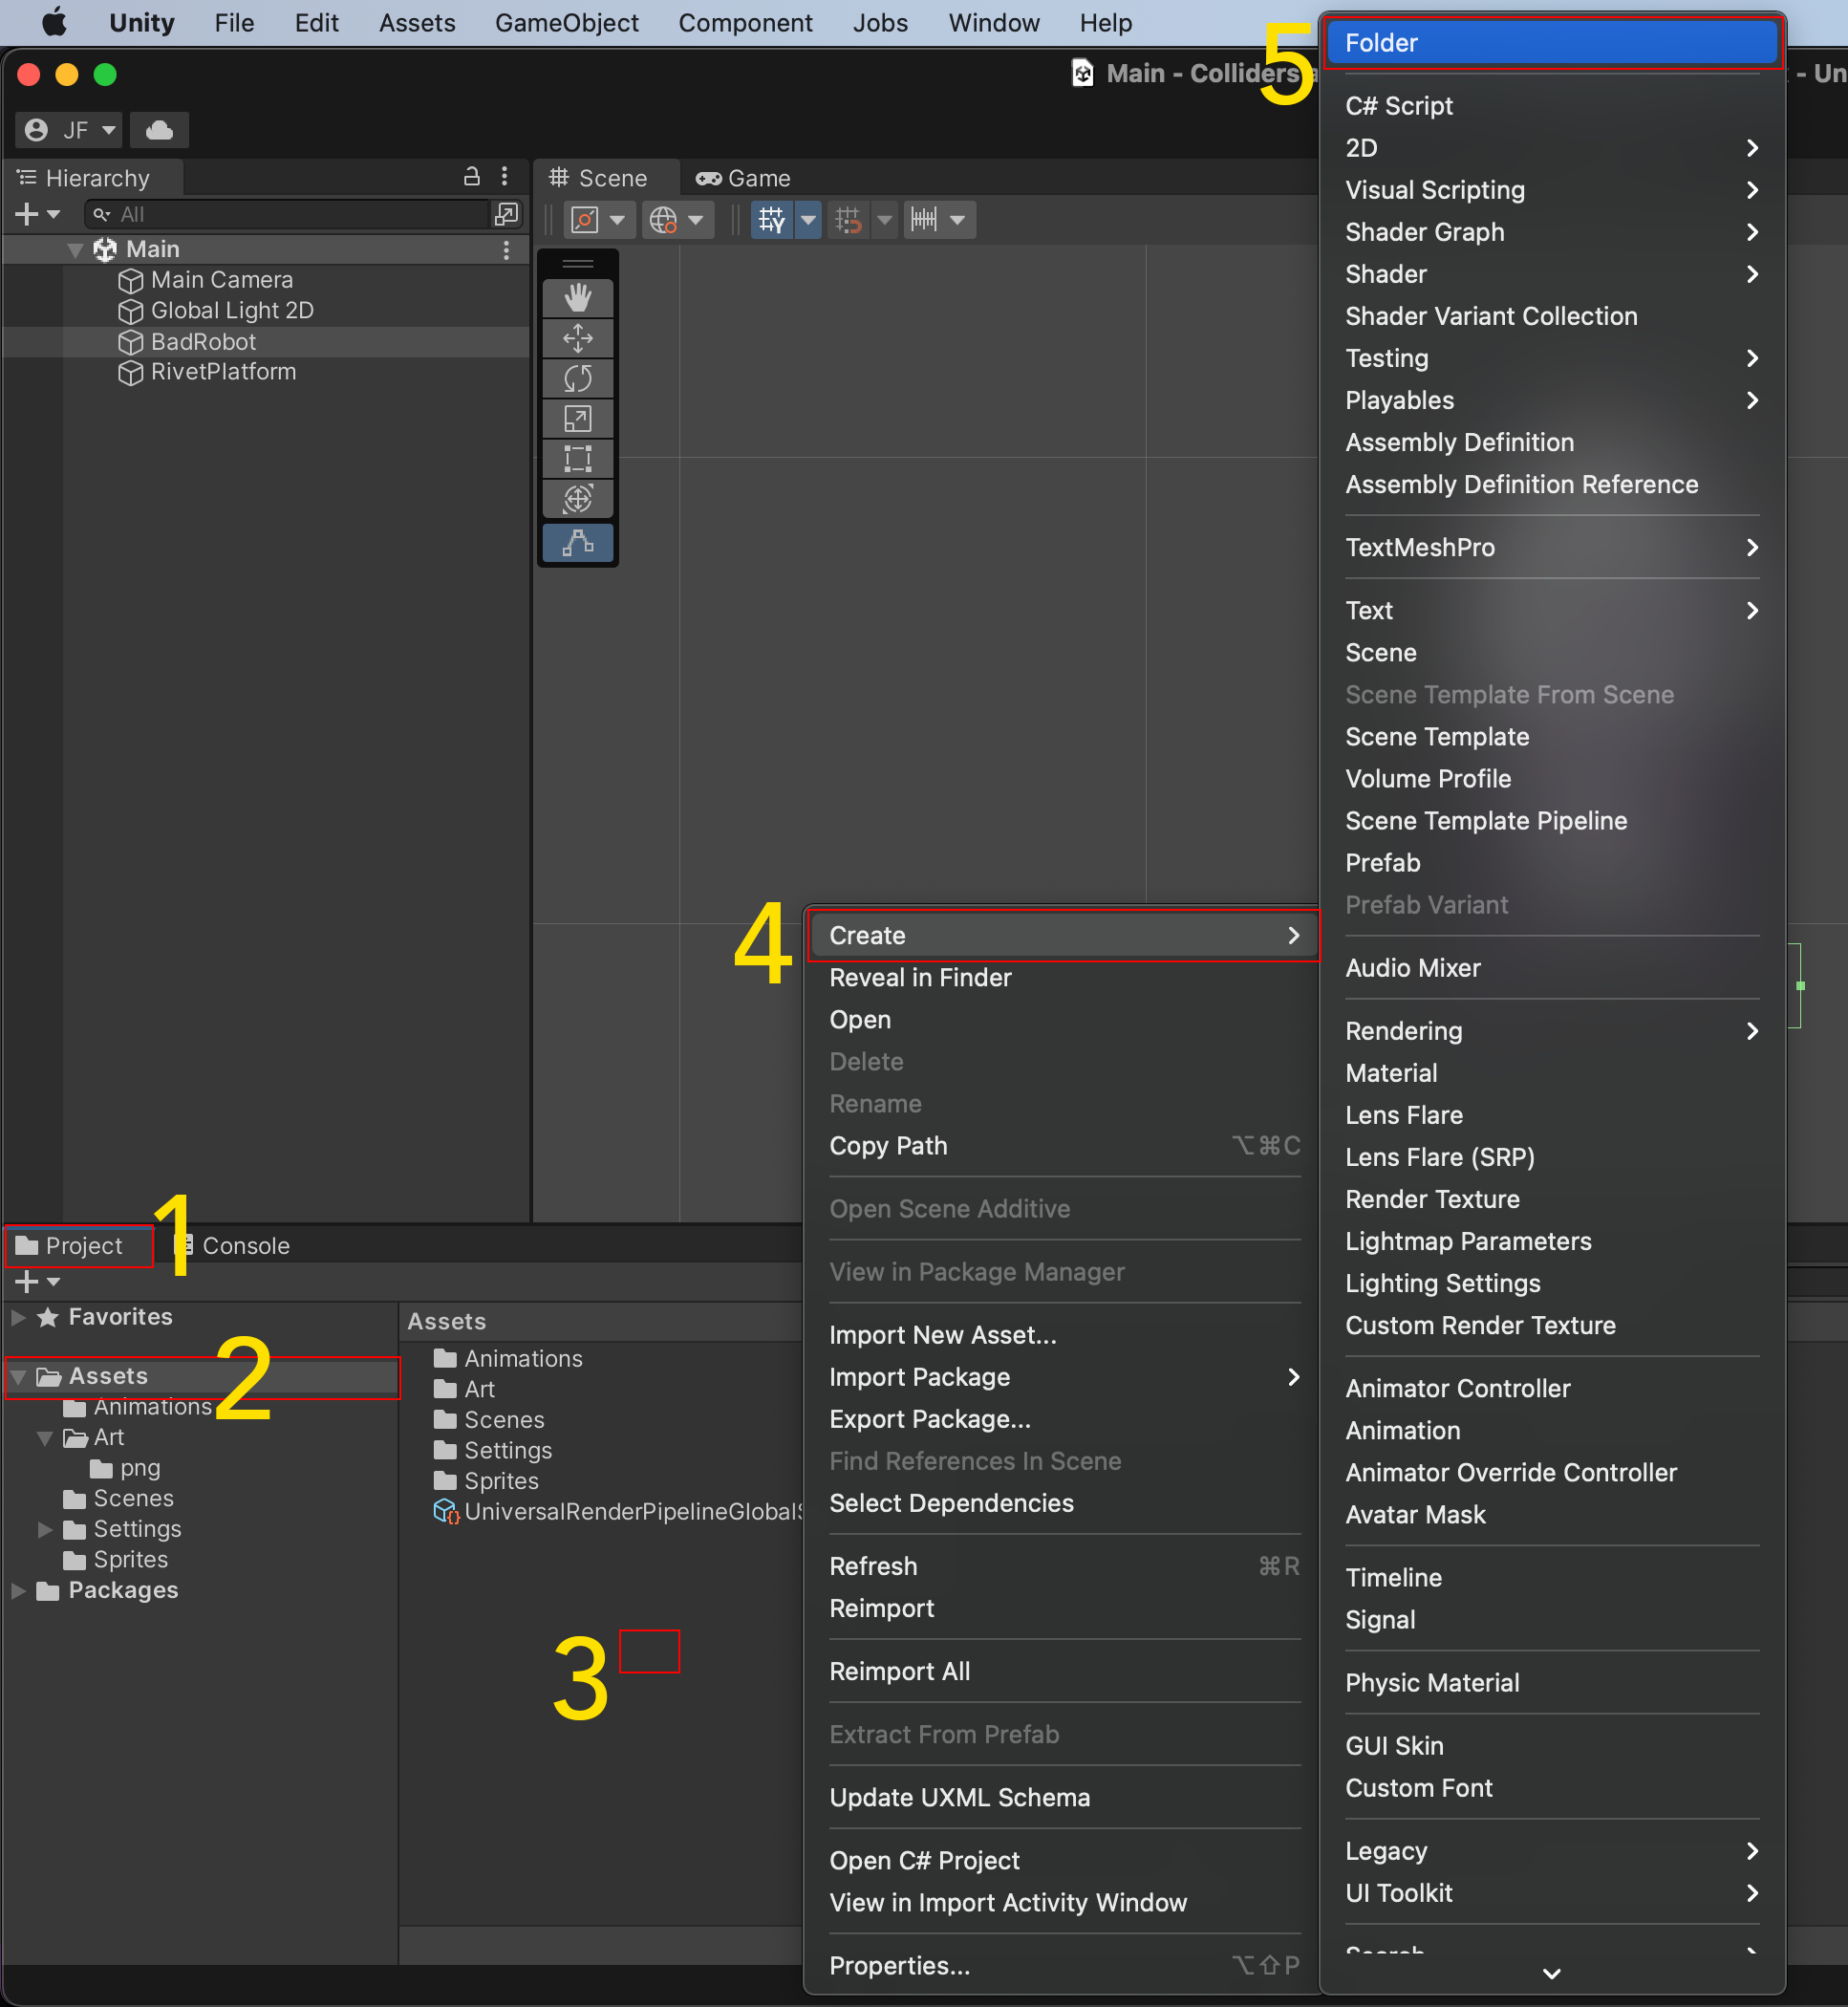 Unity File Edit Assets GameObject Component Jobs Window Help
Main - Colliders
- Un
JF
Hierarchy
All
Main
Main Camera
Global Light 2D
BadRobot
RivetPlatform
Scene Game
1
Project Console
Favorites
2
Assets
Animations
Art
png
Scenes
Settings
Sprites
Packages
Assets
Animations
Art
Scenes
Settings
Sprites
UniversalRenderPipelineGlobalS
3
4
Create
Reveal in Finder
Open
Delete
Rename
Copy Path ⌥⌘C
Open Scene Additive
View in Package Manager
Import New Asset...
Import Package
Export Package...
Find References In Scene
Select Dependencies
Refresh ⌘R
Reimport
Reimport All
Extract From Prefab
Update UXML Schema
Open C# Project
View in Import Activity Window
Properties... ⌥⇧P
5
Folder
C# Script
2D
Visual Scripting
Shader Graph
Shader
Shader Variant Collection
Testing
Playables
Assembly Definition
Assembly Definition Reference
TextMeshPro
Text
Scene
Scene Template From Scene
Scene Template
Volume Profile
Scene Template Pipeline
Prefab
Prefab Variant
Audio Mixer
Rendering
Material
Lens Flare
Lens Flare (SRP)
Render Texture
Lightmap Parameters
Lighting Settings
Custom Render Texture
Animator Controller
Animation
Animator Override Controller
Avatar Mask
Timeline
Signal
Physic Material
GUI Skin
Custom Font
Legacy
UI Toolkit